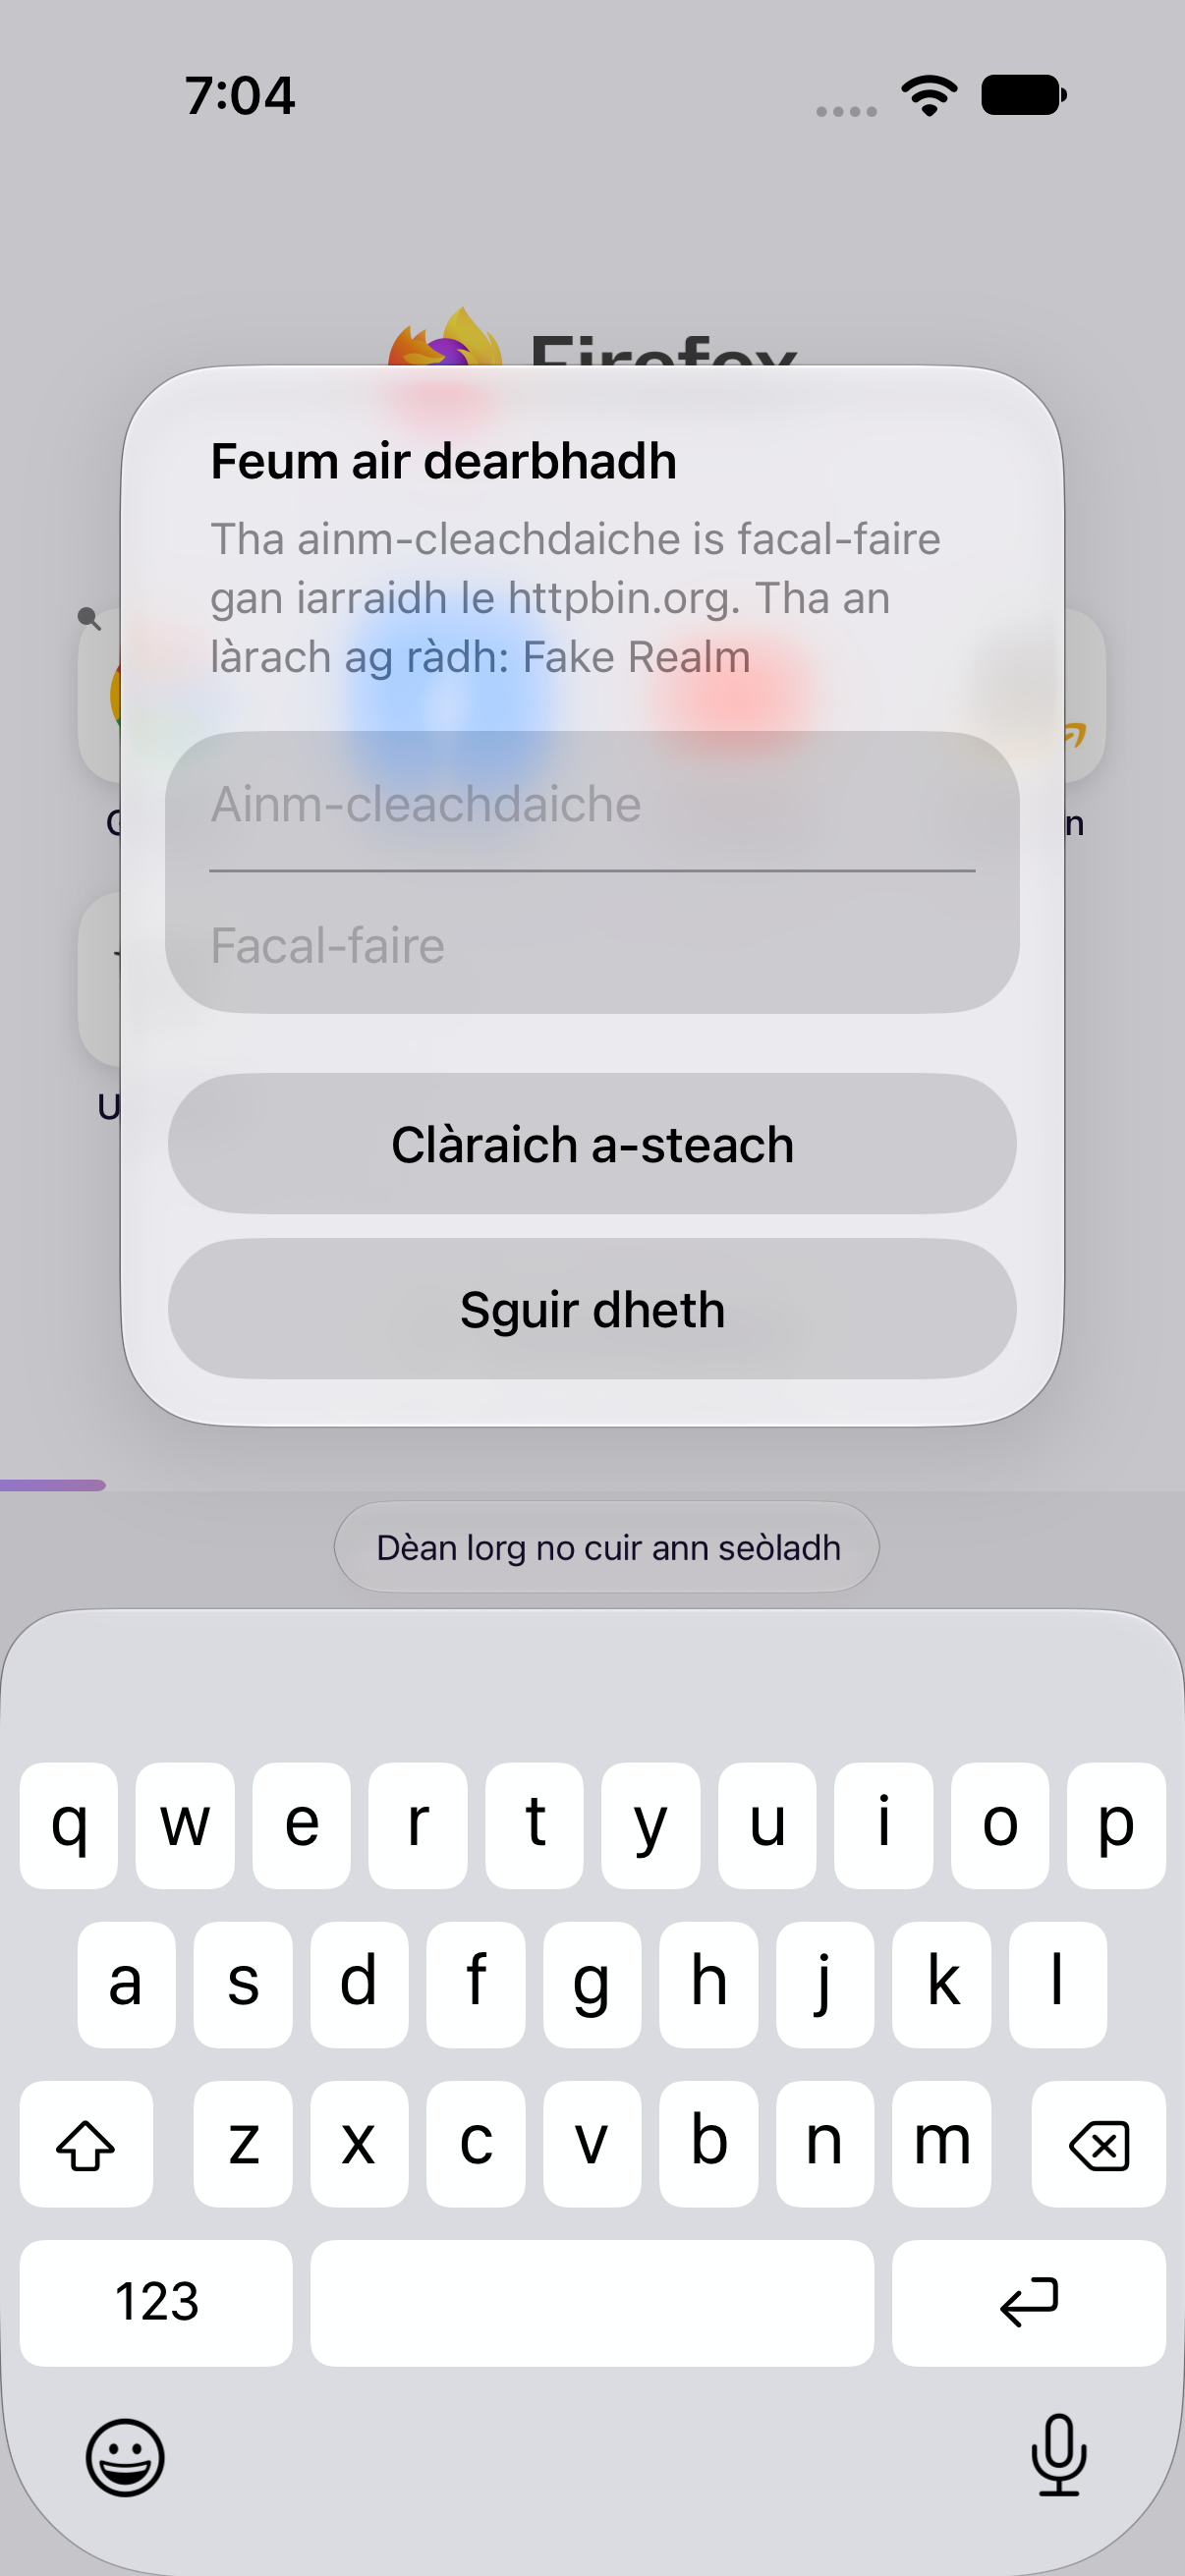 7:04
Firefox
Feum air dearbhadh
Tha ainm-cleachdaiche is facal-faire
gan iarraidh le httpbin.org. Tha an
làrach ag ràdh: Fake Realm
Ainm-cleachdaiche
Facal-faire
Clàraich a-steach
Sguir dheth
Dèan lorg no cuir ann seòladh
q w e r t y u i o p
a s d f g h j k l
z x c v b n m
123